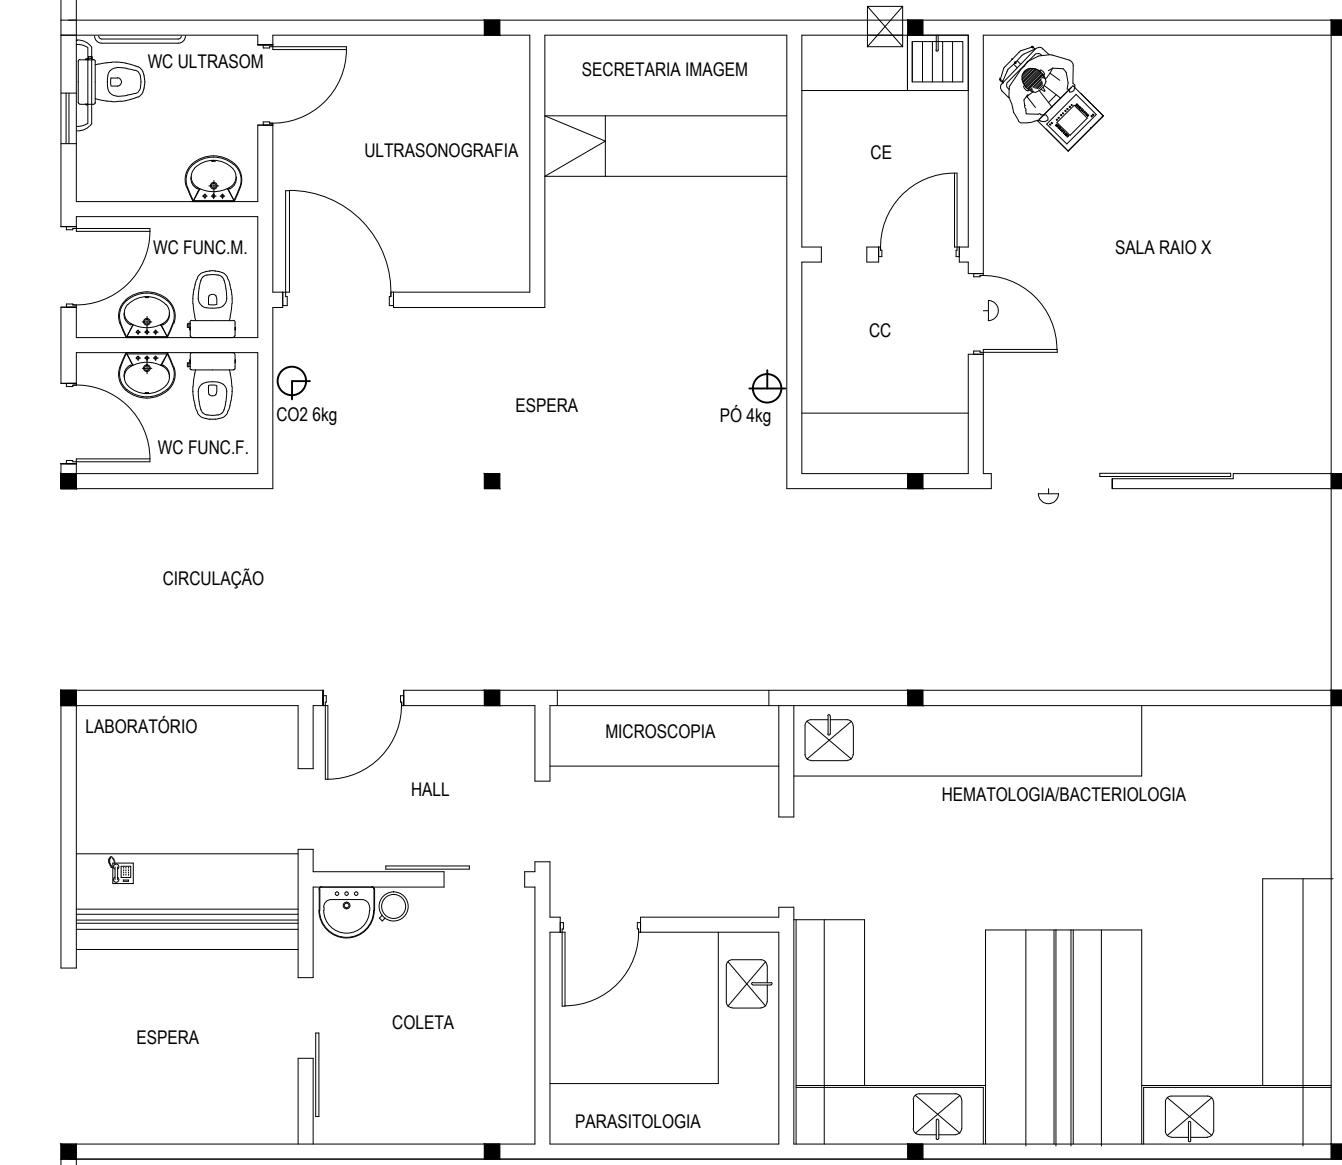 WC ULTRASOM
SECRETARIA IMAGEM
ULTRASONOGRAFIA
CE
WC FUNC.M.
SALA RAIO X
CC
CO2 6kg
ESPERA
PÓ 4kg
WC FUNC.F.
CIRCULAÇÃO
LABORATÓRIO
MICROSCOPIA
HALL
HEMATOLOGIA/BACTERIOLOGIA
COLETA
ESPERA
PARASITOLOGIA